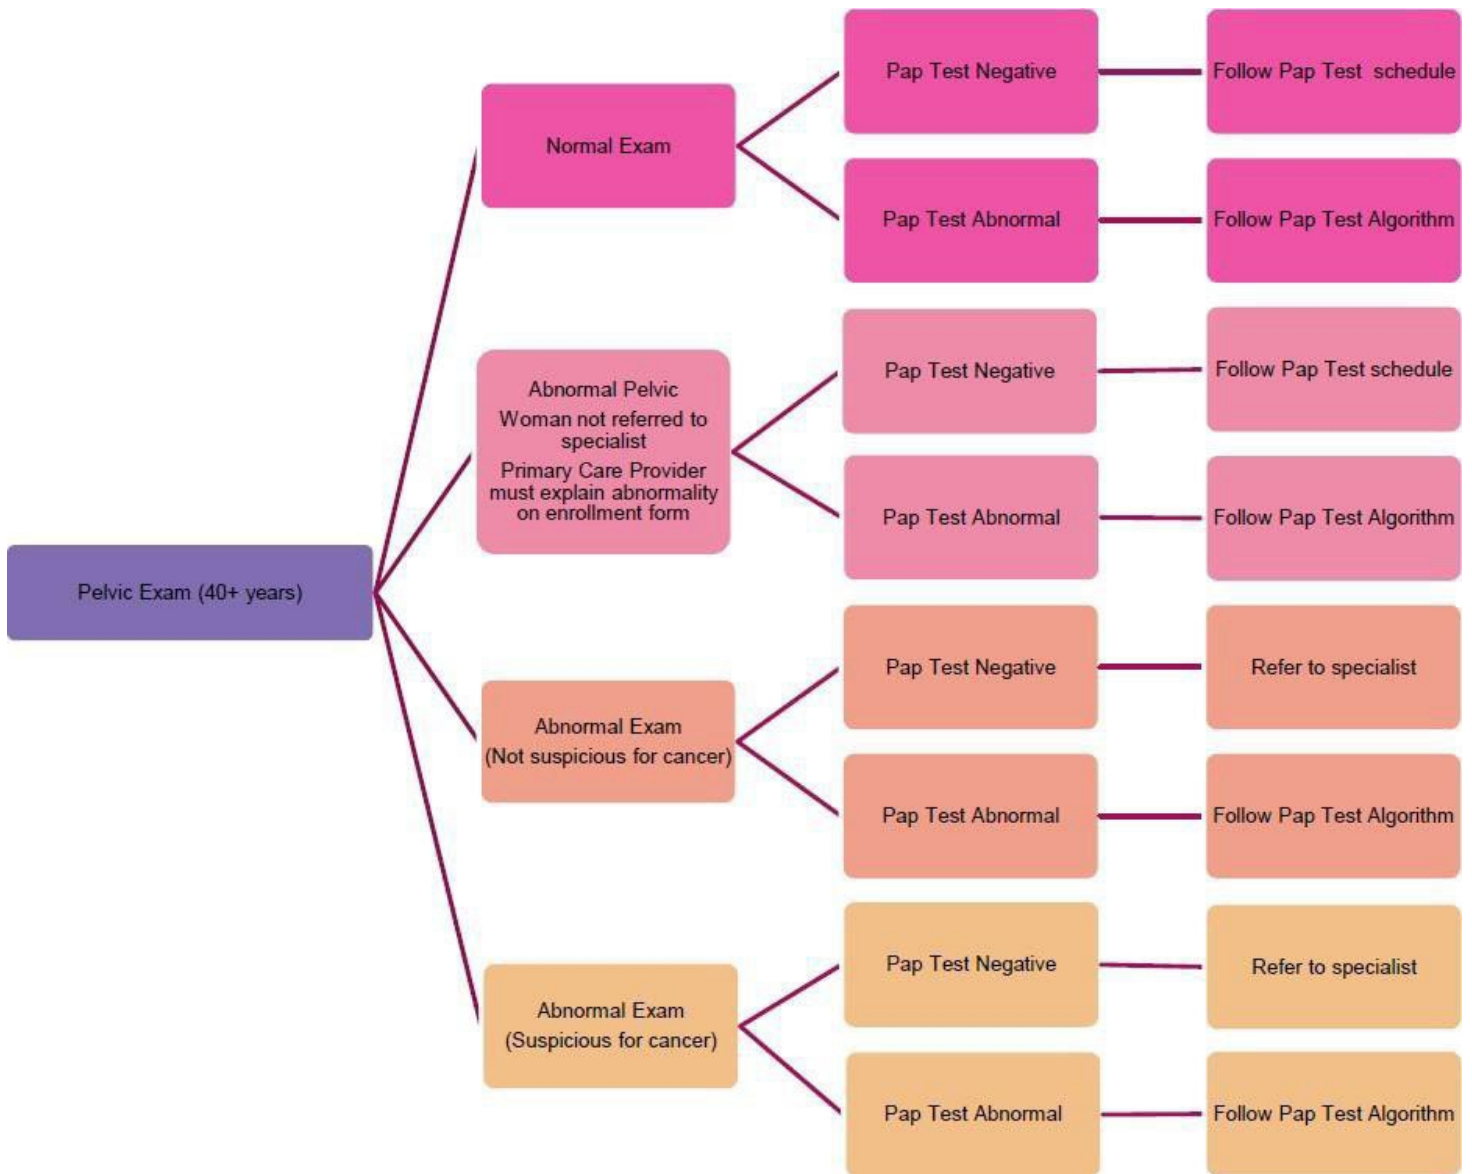 Pelvic Exam (40+ years)
Normal Exam
Pap Test Negative
Follow Pap Test schedule
Pap Test Abnormal
Follow Pap Test Algorithm
Abnormal Pelvic
Woman not referred to
specialist
Primary Care Provider
must explain abnormality
on enrollment form
Pap Test Negative
Follow Pap Test schedule
Pap Test Abnormal
Follow Pap Test Algorithm
Abnormal Exam
(Not suspicious for cancer)
Pap Test Negative
Refer to specialist
Pap Test Abnormal
Follow Pap Test Algorithm
Abnormal Exam
(Suspicious for cancer)
Pap Test Negative
Refer to specialist
Pap Test Abnormal
Follow Pap Test Algorithm